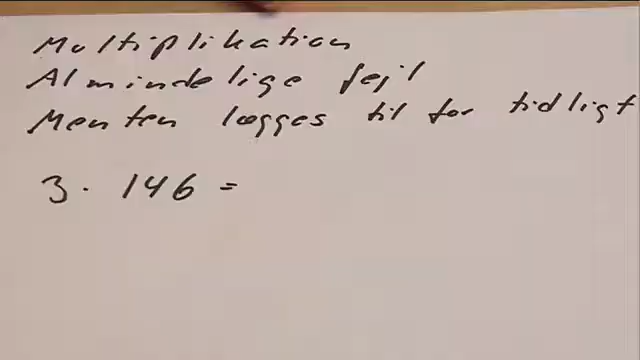 Multiplikation
Almindelige fejl
Menten lægges til for tidligt
3 · 146 =